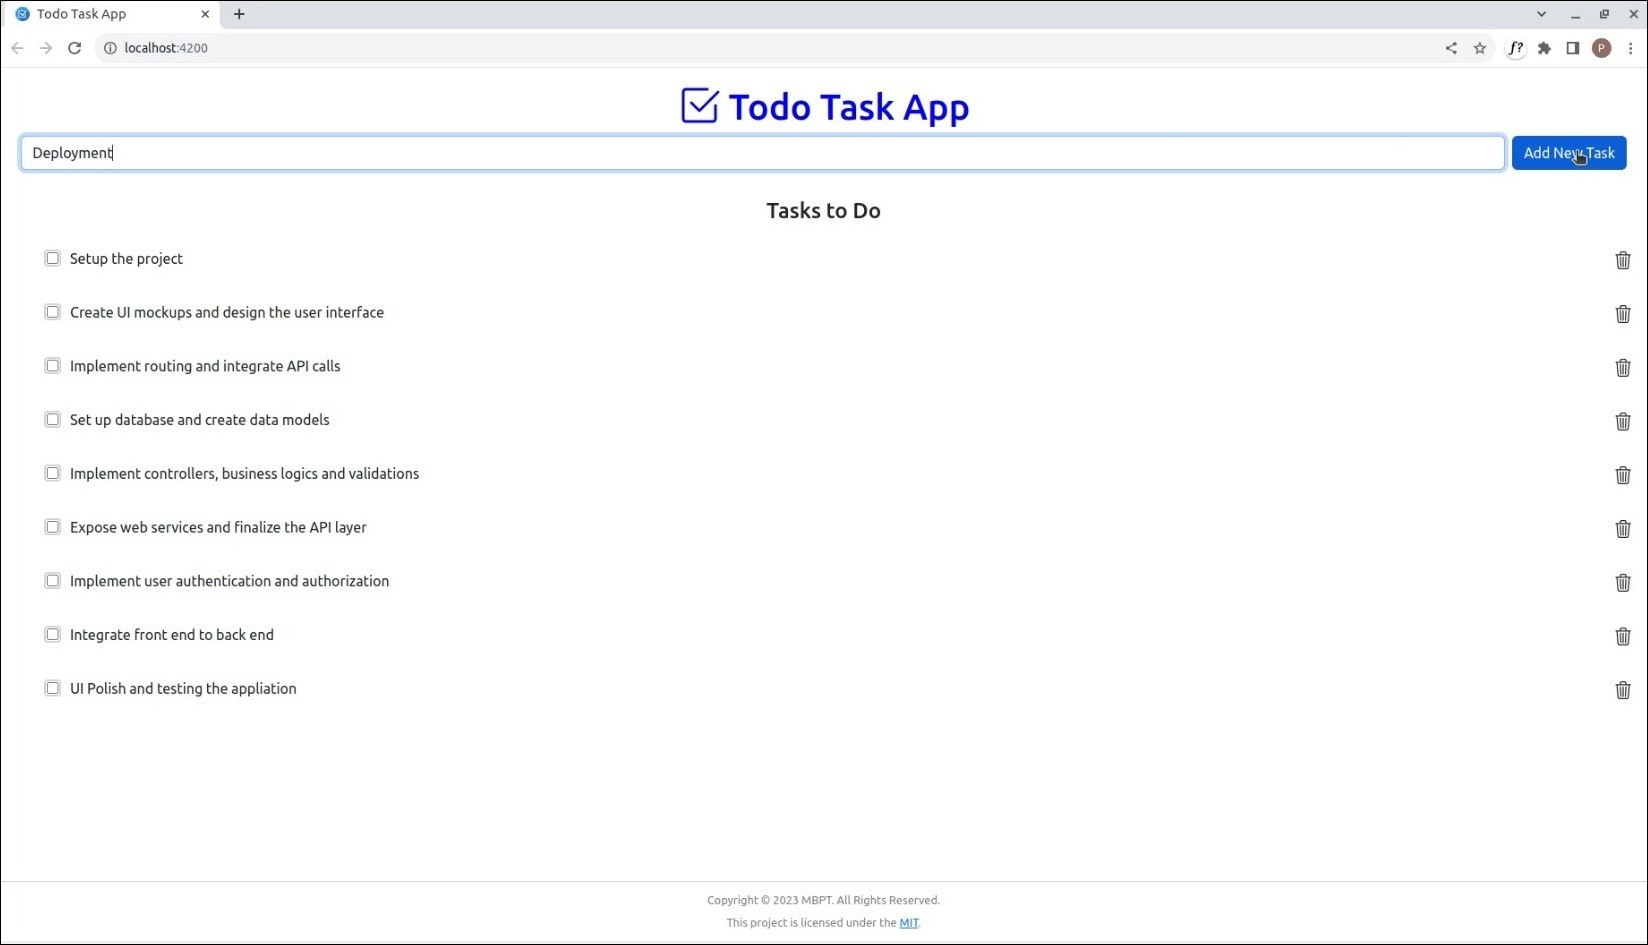 Todo Task App
localhost:4200
f?
P
Todo Task App
Deployment
Add New Task
Tasks to Do
Setup the project
Create UI mockups and design the user interface
Implement routing and integrate API calls
Set up database and create data models
Implement controllers, business logics and validations
Expose web services and finalize the API layer
Implement user authentication and authorization
Integrate front end to back end
UI Polish and testing the appliation
Copyright © 2023 MBPT. All Rights Reserved.
This project is licensed under the MIT.